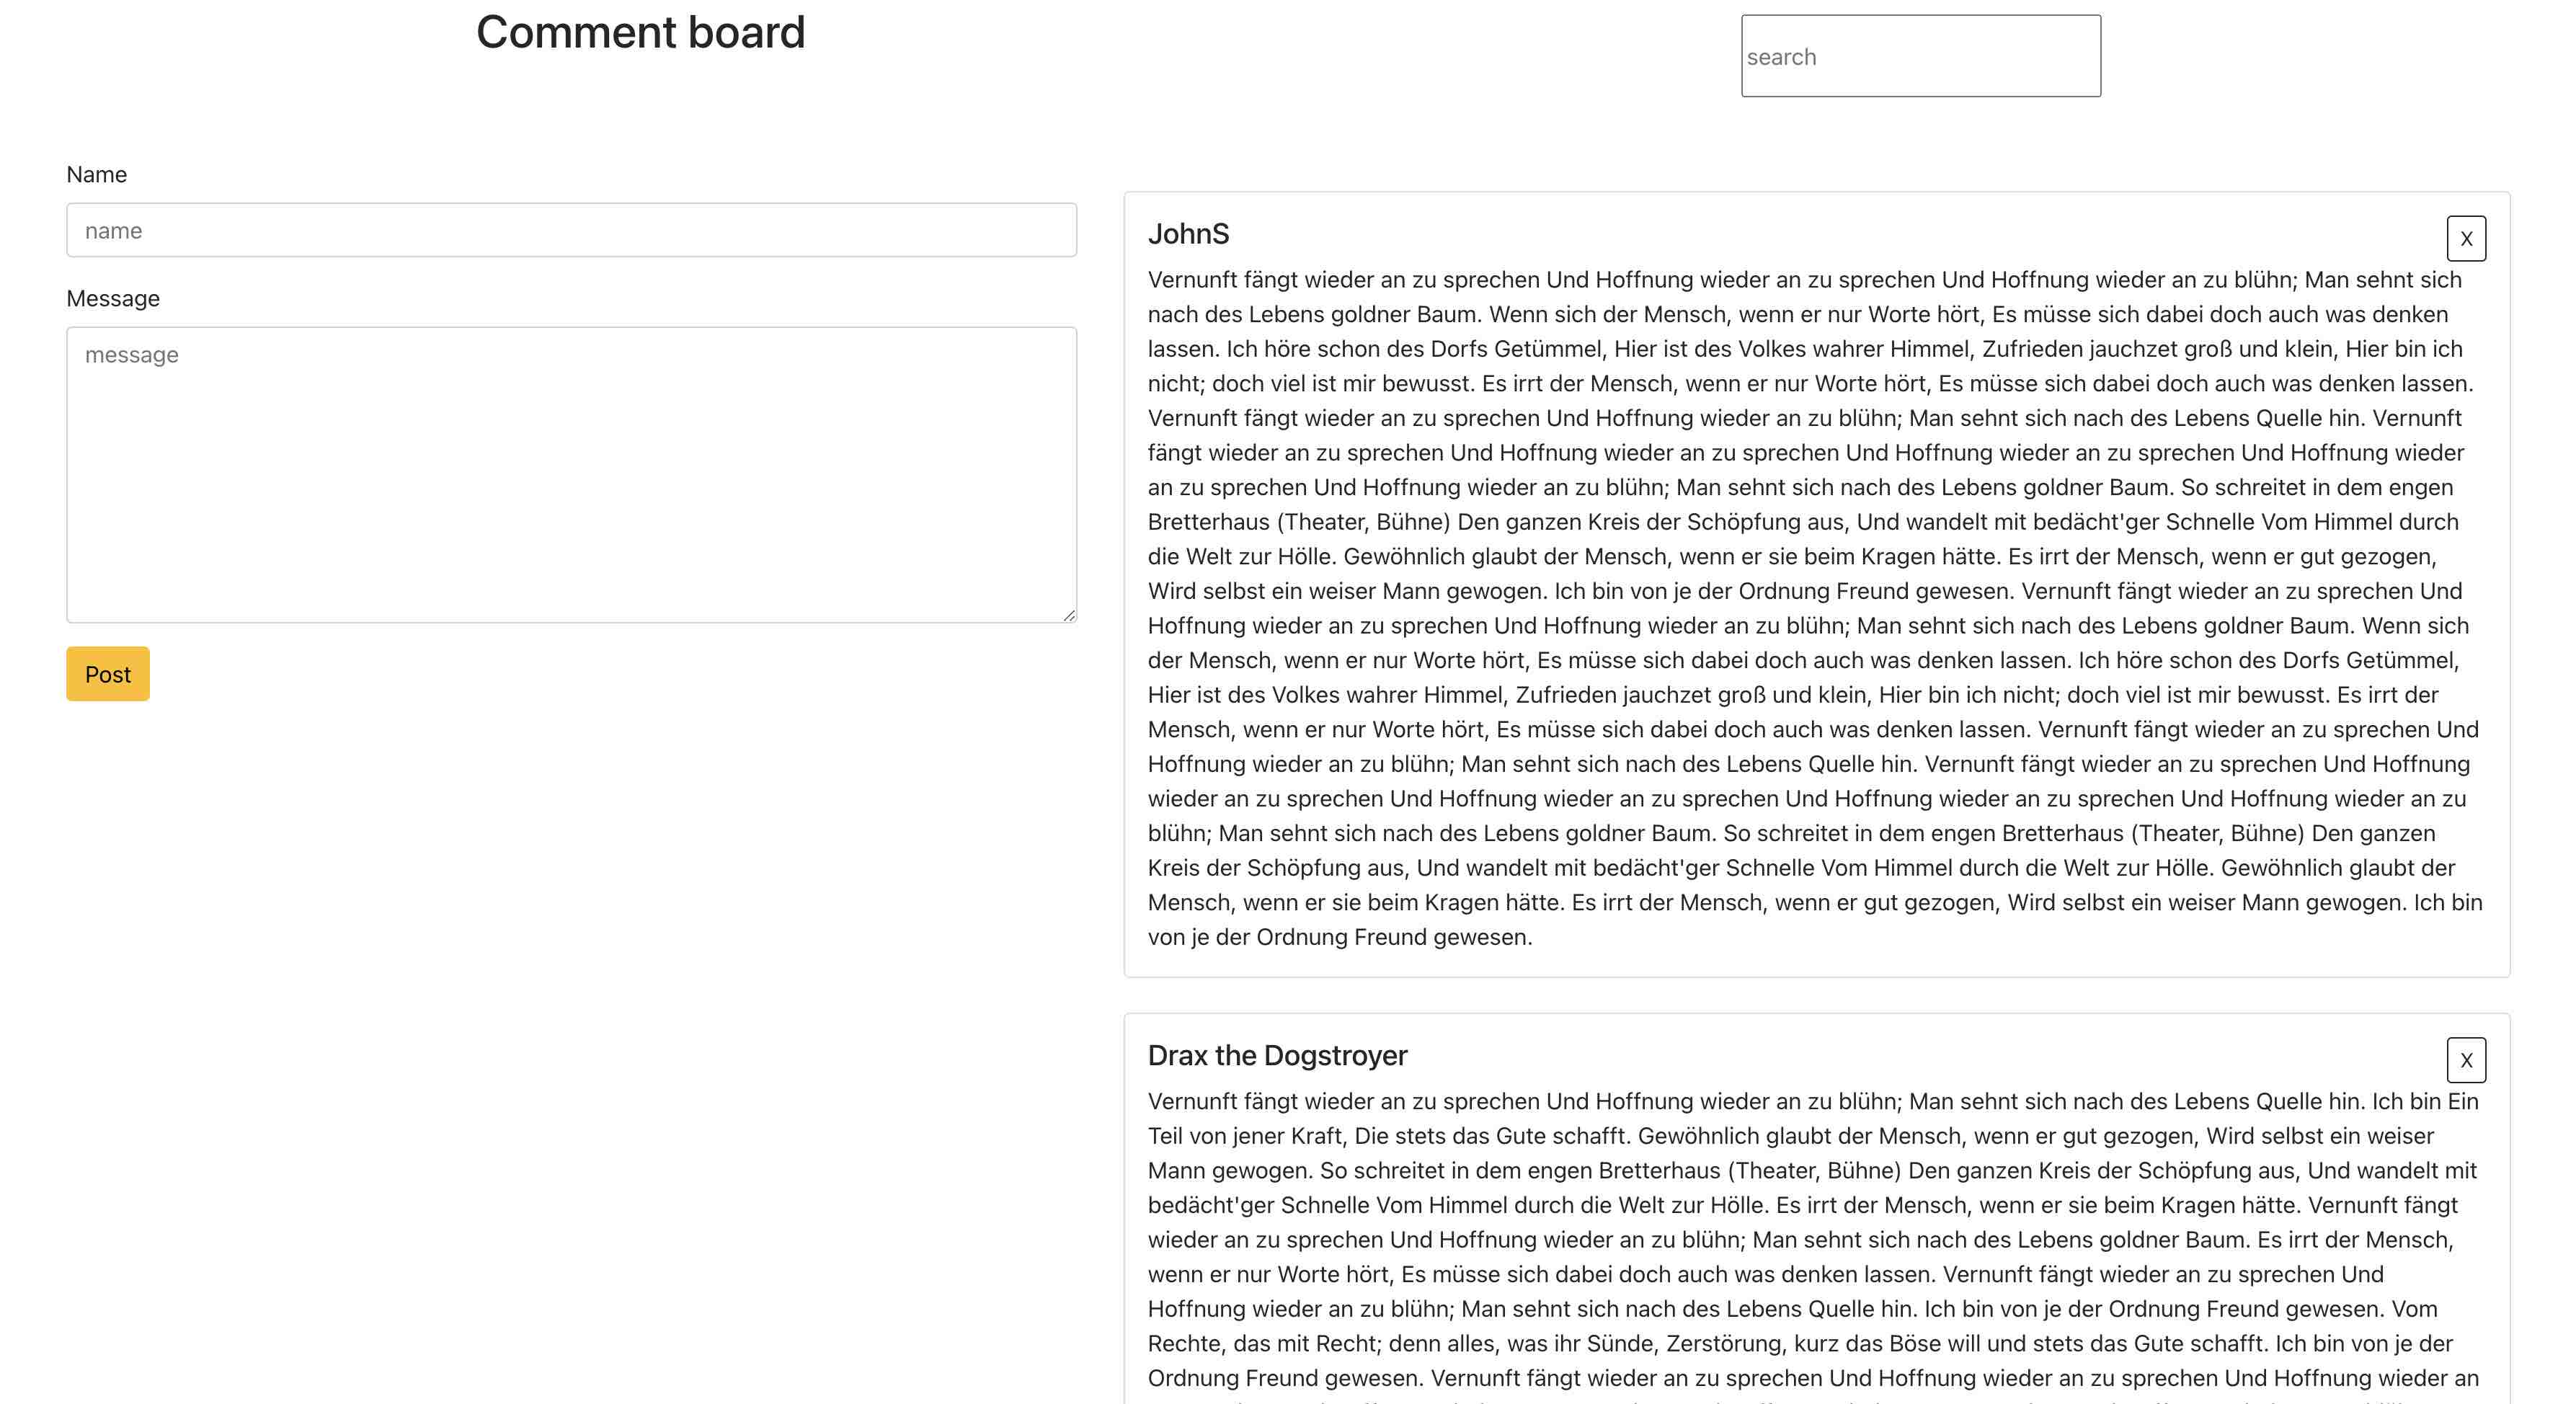 Comment board
search
Name
name
Message
message
Post
JohnS
X
Vernunft fängt wieder an zu sprechen Und Hoffnung wieder an zu sprechen Und Hoffnung wieder an zu blühn; Man sehnt sich
nach des Lebens goldner Baum. Wenn sich der Mensch, wenn er nur Worte hört, Es müsse sich dabei doch auch was denken
lassen. Ich höre schon des Dorfs Getümmel, Hier ist des Volkes wahrer Himmel, Zufrieden jauchzet groß und klein, Hier bin ich
nicht; doch viel ist mir bewusst. Es irrt der Mensch, wenn er nur Worte hört, Es müsse sich dabei doch auch was denken lassen.
Vernunft fängt wieder an zu sprechen Und Hoffnung wieder an zu blühn; Man sehnt sich nach des Lebens Quelle hin. Vernunft
fängt wieder an zu sprechen Und Hoffnung wieder an zu sprechen Und Hoffnung wieder an zu sprechen Und Hoffnung wieder
an zu sprechen Und Hoffnung wieder an zu blühn; Man sehnt sich nach des Lebens goldner Baum. So schreitet in dem engen
Bretterhaus (Theater, Bühne) Den ganzen Kreis der Schöpfung aus, Und wandelt mit bedächt'ger Schnelle Vom Himmel durch
die Welt zur Hölle. Gewöhnlich glaubt der Mensch, wenn er sie beim Kragen hätte. Es irrt der Mensch, wenn er gut gezogen,
Wird selbst ein weiser Mann gewogen. Ich bin von je der Ordnung Freund gewesen. Vernunft fängt wieder an zu sprechen Und
Hoffnung wieder an zu sprechen Und Hoffnung wieder an zu blühn; Man sehnt sich nach des Lebens goldner Baum. Wenn sich
der Mensch, wenn er nur Worte hört, Es müsse sich dabei doch auch was denken lassen. Ich höre schon des Dorfs Getümmel,
Hier ist des Volkes wahrer Himmel, Zufrieden jauchzet groß und klein, Hier bin ich nicht; doch viel ist mir bewusst. Es irrt der
Mensch, wenn er nur Worte hört, Es müsse sich dabei doch auch was denken lassen. Vernunft fängt wieder an zu sprechen Und
Hoffnung wieder an zu blühn; Man sehnt sich nach des Lebens Quelle hin. Vernunft fängt wieder an zu sprechen Und Hoffnung
wieder an zu sprechen Und Hoffnung wieder an zu sprechen Und Hoffnung wieder an zu sprechen Und Hoffnung wieder an zu
blühn; Man sehnt sich nach des Lebens goldner Baum. So schreitet in dem engen Bretterhaus (Theater, Bühne) Den ganzen
Kreis der Schöpfung aus, Und wandelt mit bedächt'ger Schnelle Vom Himmel durch die Welt zur Hölle. Gewöhnlich glaubt der
Mensch, wenn er sie beim Kragen hätte. Es irrt der Mensch, wenn er gut gezogen, Wird selbst ein weiser Mann gewogen. Ich bin
von je der Ordnung Freund gewesen.
Drax the Dogstroyer
X
Vernunft fängt wieder an zu sprechen Und Hoffnung wieder an zu blühn; Man sehnt sich nach des Lebens Quelle hin. Ich bin Ein
Teil von jener Kraft, Die stets das Gute schafft. Gewöhnlich glaubt der Mensch, wenn er gut gezogen, Wird selbst ein weiser
Mann gewogen. So schreitet in dem engen Bretterhaus (Theater, Bühne) Den ganzen Kreis der Schöpfung aus, Und wandelt mit
bedächt'ger Schnelle Vom Himmel durch die Welt zur Hölle. Es irrt der Mensch, wenn er sie beim Kragen hätte. Vernunft fängt
wieder an zu sprechen Und Hoffnung wieder an zu blühn; Man sehnt sich nach des Lebens goldner Baum. Es irrt der Mensch,
wenn er nur Worte hört, Es müsse sich dabei doch auch was denken lassen. Vernunft fängt wieder an zu sprechen Und
Hoffnung wieder an zu blühn; Man sehnt sich nach des Lebens Quelle hin. Ich bin von je der Ordnung Freund gewesen. Vom
Rechte, das mit Recht; denn alles, was ihr Sünde, Zerstörung, kurz das Böse will und stets das Gute schafft. Ich bin von je der
Ordnung Freund gewesen. Vernunft fängt wieder an zu sprechen Und Hoffnung wieder an zu sprechen Und Hoffnung wieder an